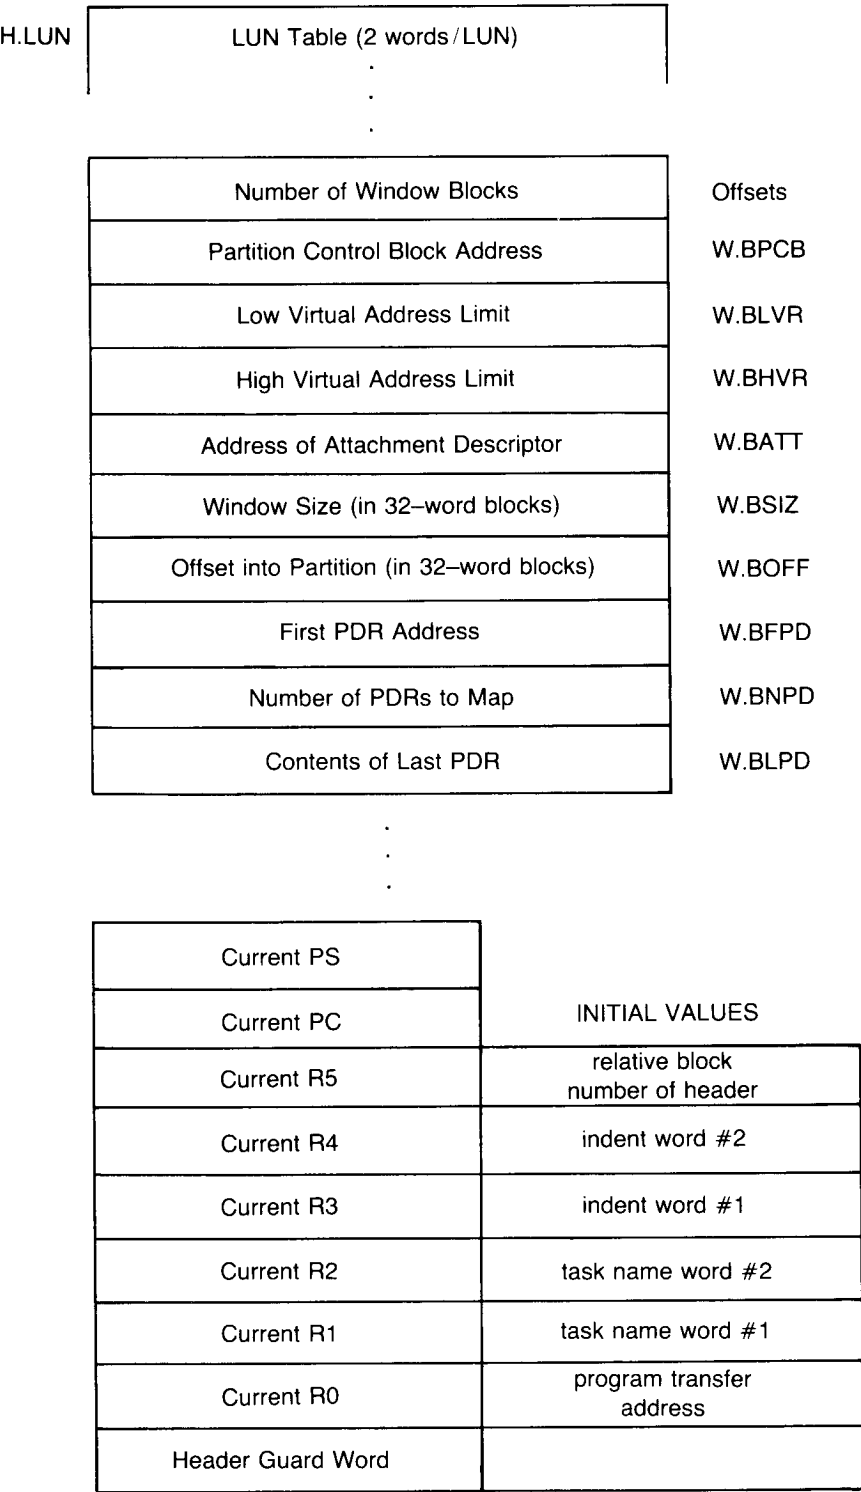 H.LUN LUN Table (2 words/LUN)
.
.
.
Number of Window Blocks Offsets
Partition Control Block Address W.BPCB
Low Virtual Address Limit W.BLVR
High Virtual Address Limit W.BHVR
Address of Attachment Descriptor W.BATT
Window Size (in 32–word blocks) W.BSIZ
Offset into Partition (in 32–word blocks) W.BOFF
First PDR Address W.BFPD
Number of PDRs to Map W.BNPD
Contents of Last PDR W.BLPD
.
.
.
Current PS
Current PC INITIAL VALUES
Current R5 relative block
number of header
Current R4 indent word #2
Current R3 indent word #1
Current R2 task name word #2
Current R1 task name word #1
Current R0 program transfer
address
Header Guard Word